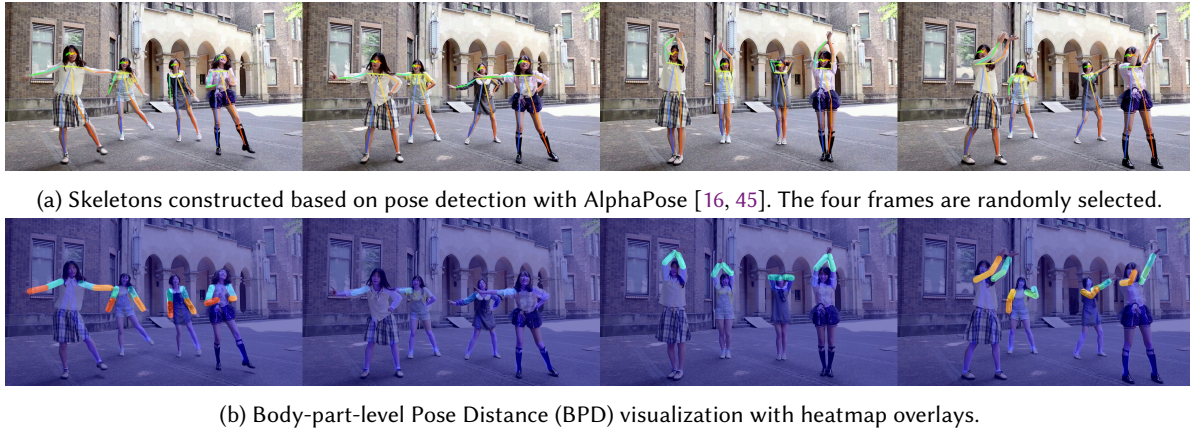 (a) Skeletons constructed based on pose detection with AlphaPose [16, 45]. The four frames are randomly selected.
(b) Body-part-level Pose Distance (BPD) visualization with heatmap overlays.